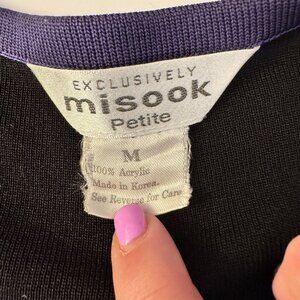 EXCLUSIVELY
misook
Petite
M
100% Acrylic
Made in Korea.
See Reverse for Care